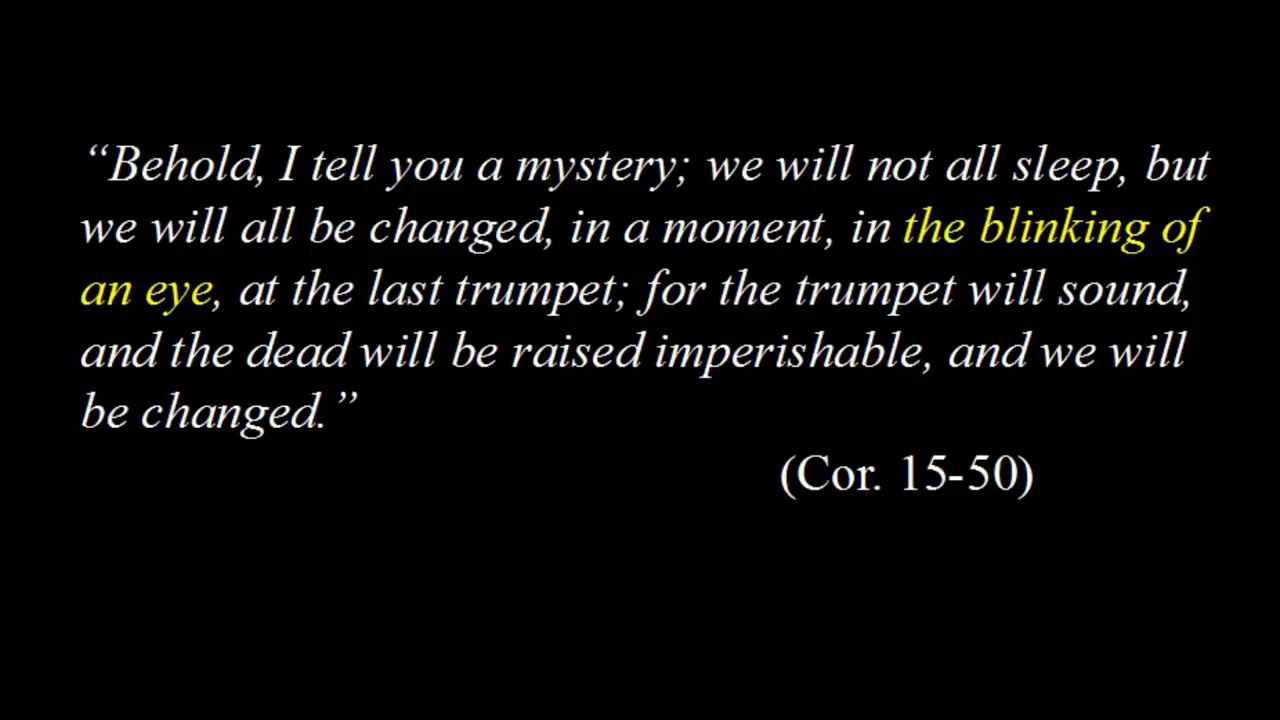 “Behold, I tell you a mystery; we will not all sleep, but
we will all be changed, in a moment, in the blinking of
an eye, at the last trumpet; for the trumpet will sound,
and the dead will be raised imperishable, and we will
be changed.”
(Cor. 15-50)